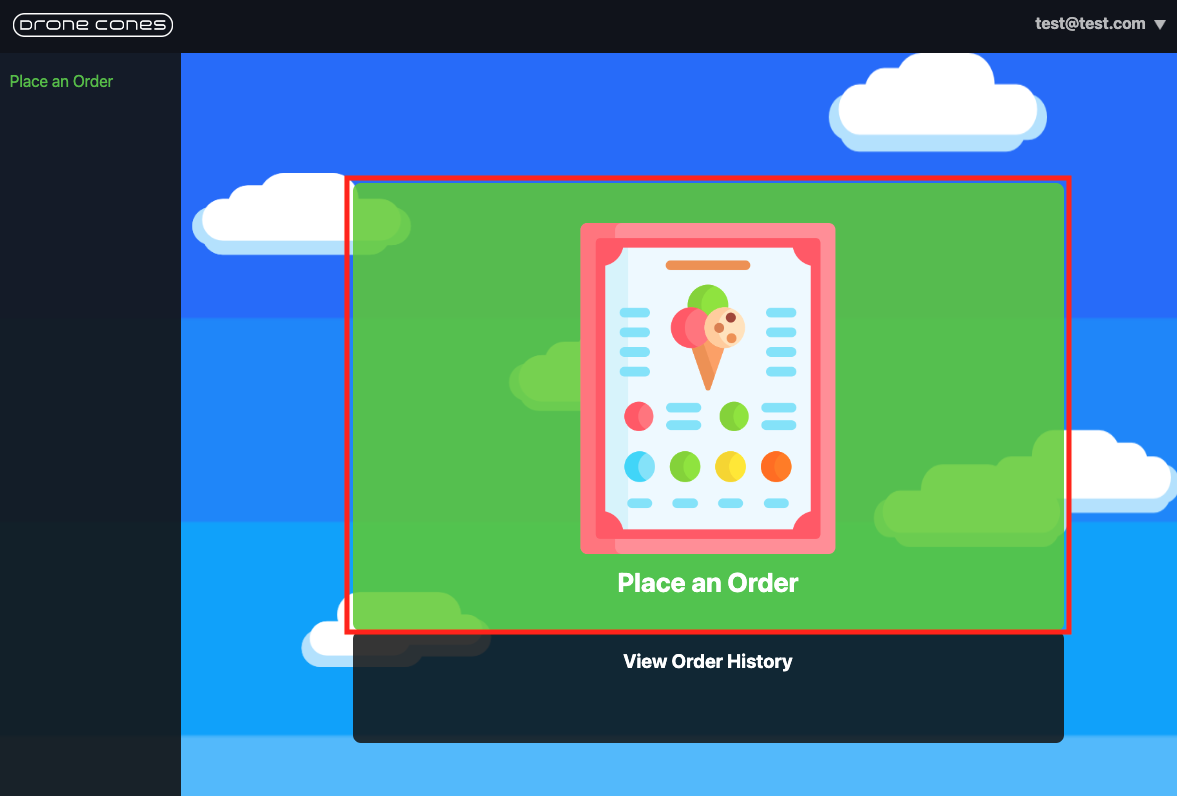 Drone Cones
test@test.com ▼
Place an Order
Place an Order
View Order History